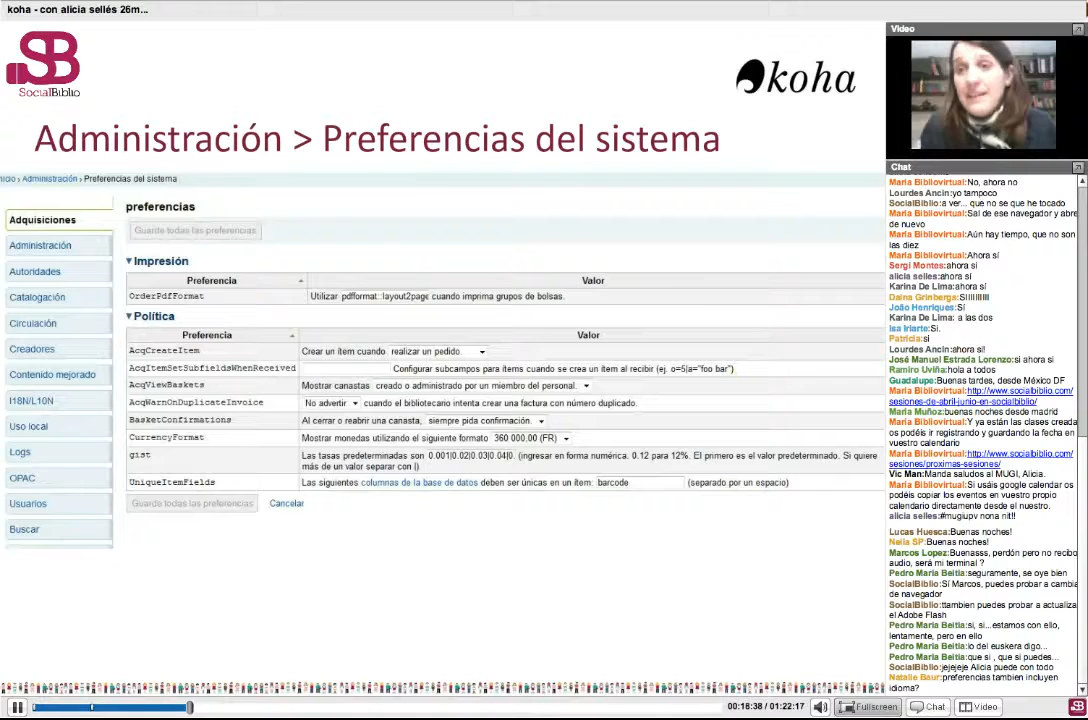 koha - con alicia sellés 26m...
SB
SocialBiblio
koha
Administración > Preferencias del sistema
Administración › Preferencias del sistema
Adquisiciones
Administración
Autoridades
Catalogación
Circulación
Creadores
Contenido mejorado
I18N/L10N
Uso local
Logs
OPAC
Usuarios
Buscar
preferencias
Guarde todas las preferencias
Impresión
Preferencia Valor
OrderPdfFormat Utilizar pdfformat::layout2page cuando imprima grupos de bolsas.
Política
Preferencia Valor
AcqCreateItem Crear un ítem cuando realizar un pedido.
AcqItemSetSubfieldsWhenReceived Configurar subcampos para items cuando se crea un ítem al recibir (ej. o=5|a="foo bar")
AcqViewBaskets Mostrar canastas creado o administrado por un miembro del personal.
AcqWarnOnDuplicateInvoice No advertir cuando el bibliotecario intenta crear una factura con número duplicado.
BasketConfirmations Al cerrar o reabrir una canasta, siempre pida confirmación.
CurrencyFormat Mostrar monedas utilizando el siguiente formato 360 000,00 (FR)
gist Las tasas predeterminadas son 0.001|0.02|0.03|0.04|0. (ingresar en forma numérica. 0.12 para 12%. El primero es el valor predeterminado. Si quiere
más de un valor separar con |)
UniqueItemFields Las siguientes columnas de la base de datos deben ser únicas en un ítem: barcode (separado por un espacio)
Guarde todas las preferencias Cancelar
Video
Chat
Maria Bibliovirtual:No, ahora no
Lourdes Ancin:yo tampoco
SocialBiblio:a ver... que no se que he tocado
Maria Bibliovirtual:Sal de ese navegador y abre
de nuevo
Maria Bibliovirtual:Aún hay tiempo, que no son
las diez
Maria Bibliovirtual:Ahora sí
Sergi Montes:ahora si
alicia selles:ahora sí
Karina De Lima:ahora si
Daina Grinberga:SIIIIIIIII
João Henriques:Sí
Karina De Lima: a las dos
Isa Iriarte:Si.
Patricia:si
Lourdes Ancin:ahora si!
José Manuel Estrada Lorenzo:si ahora si
Ramiro Uviña:hola a todos
Guadalupe:Buenas tardes, desde México DF
Maria Bibliovirtual:http://www.socialbiblio.com/
sesiones-de-abril-junio-en-socialbiblio/
Maria Muñoz:buenas noches desde madrid
Maria Bibliovirtual:Y ya están las clases creadas
os podéis ir registrando y guardando la fecha en
vuestro calendario
Maria Bibliovirtual:http://www.socialbiblio.com/
sesiones/proximas-sesiones/
Vic Man:Manda saludos al MUGI, Alicia.
Maria Bibliovirtual:Si usáis google calendar os
podéis copiar los eventos en vuestro propio
calendario directamente desde el nuestro.
alicia selles:#mugiupv nona nit!!
Lucas Huesca:Buenas noches!
Neila SP:Buenas noches!
Marcos Lopez:Buenasss, perdón pero no recibo
audio, será mi terminal ?
Pedro Maria Beitia:seguramente, se oye bien
SocialBiblio:Sí Marcos, puedes probar a cambia
de navegador
SocialBiblio:ttambien puedes probar a actualiza
el Adobe Flash
Pedro Maria Beitia:si, si...estamos con ello,
lentamente, pero en ello
Pedro Maria Beitia:lo del euskera digo...
Pedro Maria Beitia:que si , que si puedes...
SocialBiblio:jejejeje Alicia puede con todo
Natalie Baur:preferencias tambien incluyen
idioma?
00:18:38 / 01:22:17 Fullscreen Chat Video
SB